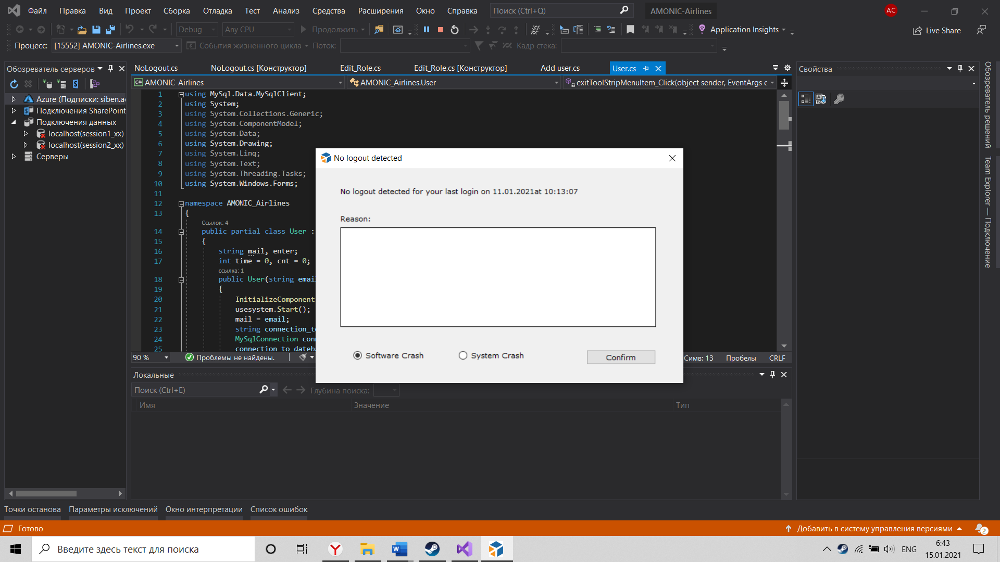 Файл Правка Вид Проект Сборка Отладка Тест Анализ Средства Расширения Окно Справка Поиск (Ctrl+Q) AMONIC-Airlines AC
Debug Any CPU Продолжить Application Insights Live Share
Процесс: [15552] AMONIC-Airlines.exe События жизненного цикла Поток: Кадр стека:
Обозреватель серверов
Azure (Подписки: siben.ac
Подключения SharePoint
Подключения данных
localhost(session1_xx)
localhost(session2_xx)
Серверы
NoLogout.cs NoLogout.cs [Конструктор] Edit_Role.cs Edit_Role.cs [Конструктор] Add user.cs User.cs
C# AMONIC-Airlines AMONIC_Airlines.User exitToolStripMenuItem_Click(object sender, EventArgs e
1 using MySql.Data.MySqlClient;
2 using System;
3 using System.Collections.Generic;
4 using System.ComponentModel;
5 using System.Data;
6 using System.Drawing;
7 using System.Linq;
8 using System.Text;
9 using System.Threading.Tasks;
10 using System.Windows.Forms;
11
12 namespace AMONIC_Airlines
13 {
Ссылок: 4
14 public partial class User :
15 {
16 string mail, enter;
17 int time = 0, cnt = 0;
ссылка: 1
18 public User(string emai
19 {
20 InitializeComponent
21 usesystem.Start();
22 mail = email;
23 string connection_to
24 MySqlConnection con
25 connection to dateb
90 % Проблемы не найдены. Симв: 13 Пробелы CRLF
No logout detected
No logout detected for your last login on 11.01.2021at 10:13:07
Reason:
Software Crash System Crash Confirm
Локальные
Поиск (Ctrl+E) Глубина поиска:
Имя Значение Тип
Свойства
Обозреватель решений
Team Explorer — Подключение
Точки останова Параметры исключений Окно интерпретации Список ошибок
Готово Добавить в систему управления версиями 2
Введите здесь текст для поиска
ENG
6:43
15.01.2021